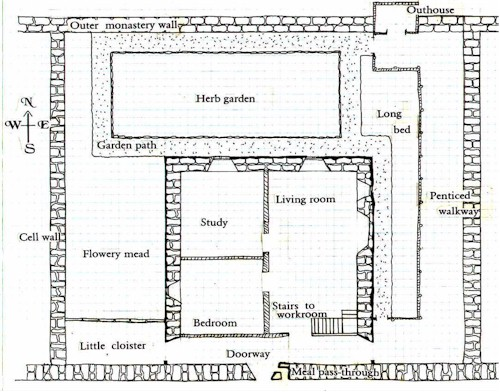 Outhouse
Outer monastery wall
Herb garden
Long
bed
N
W E
S
Garden path
Penticed
walkway
Living room
Study
Cell wall
Flowery mead
Stairs to
workroom
Bedroom
Little cloister
Doorway
Meal pass-through